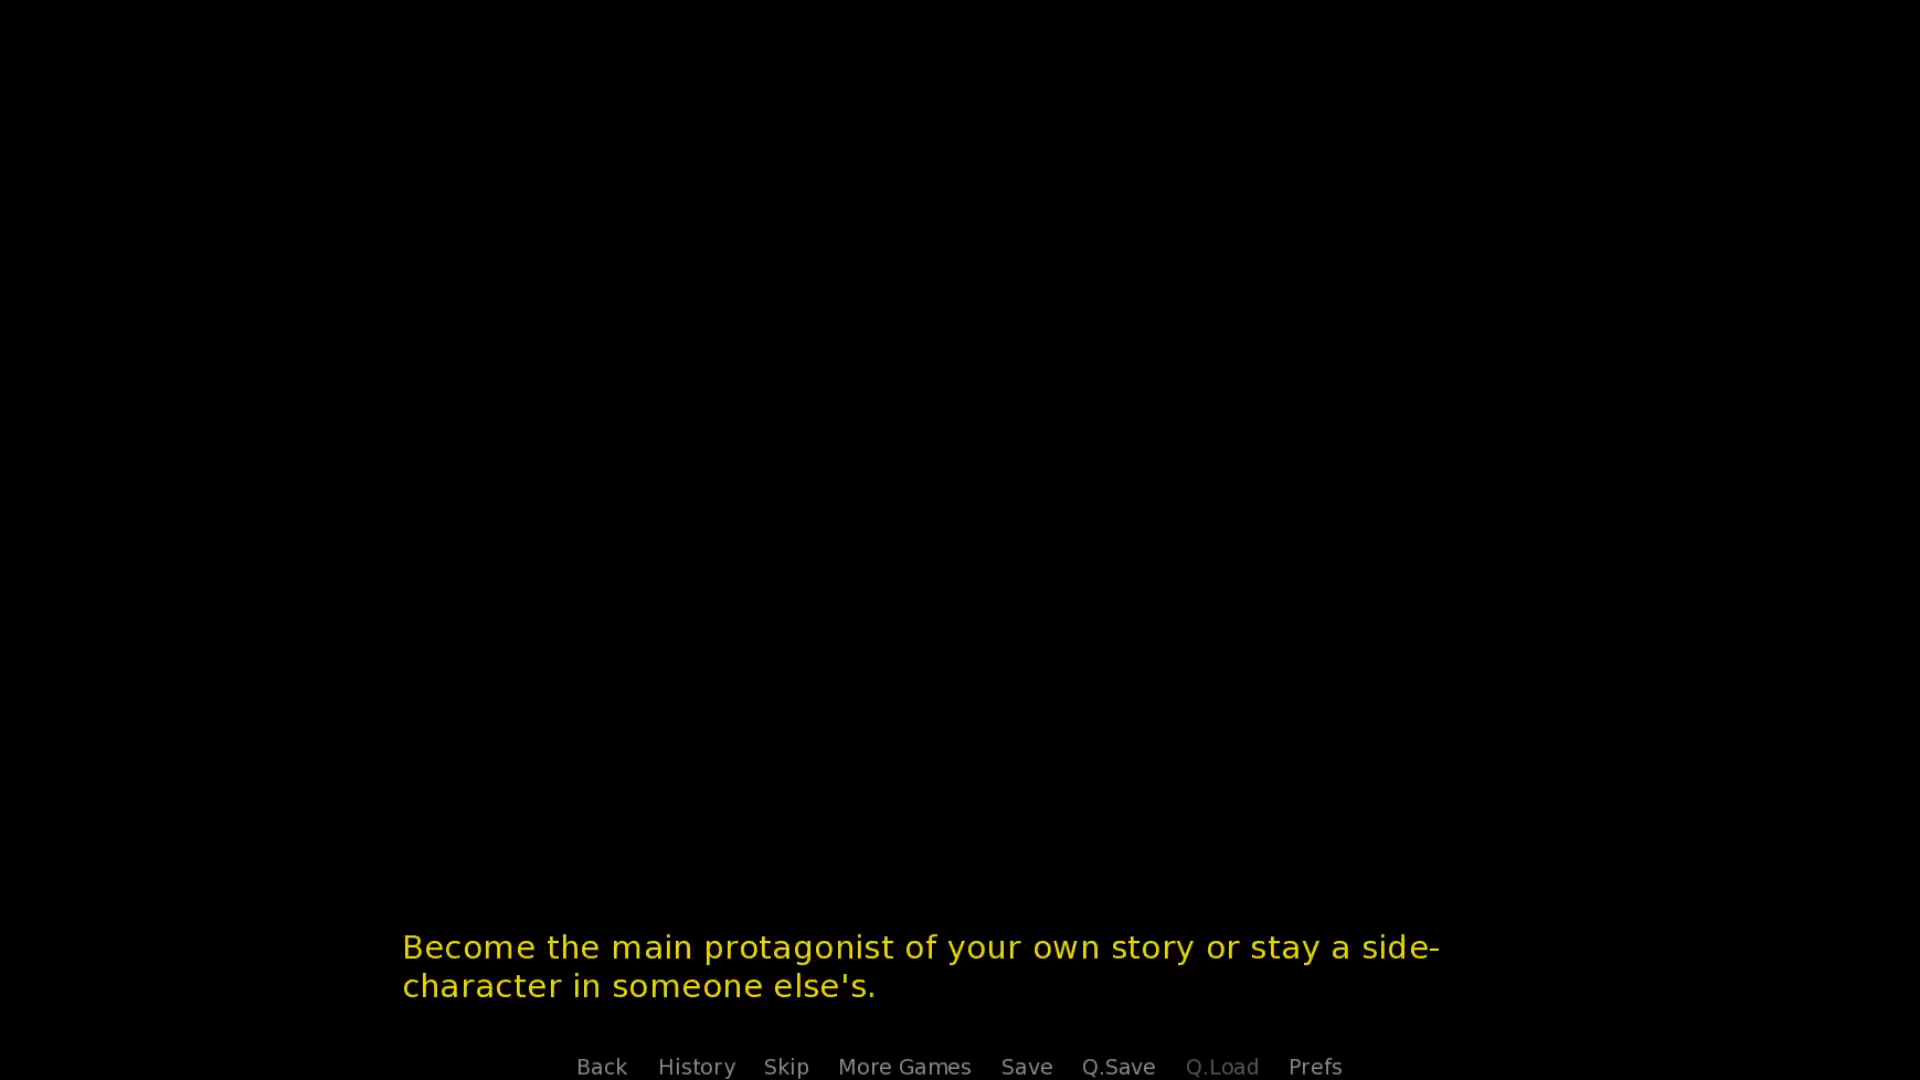 Become the main protagonist of your own story or stay a side-
character in someone else's.
Back History Skip More Games Save Q.Save Q.Load Prefs